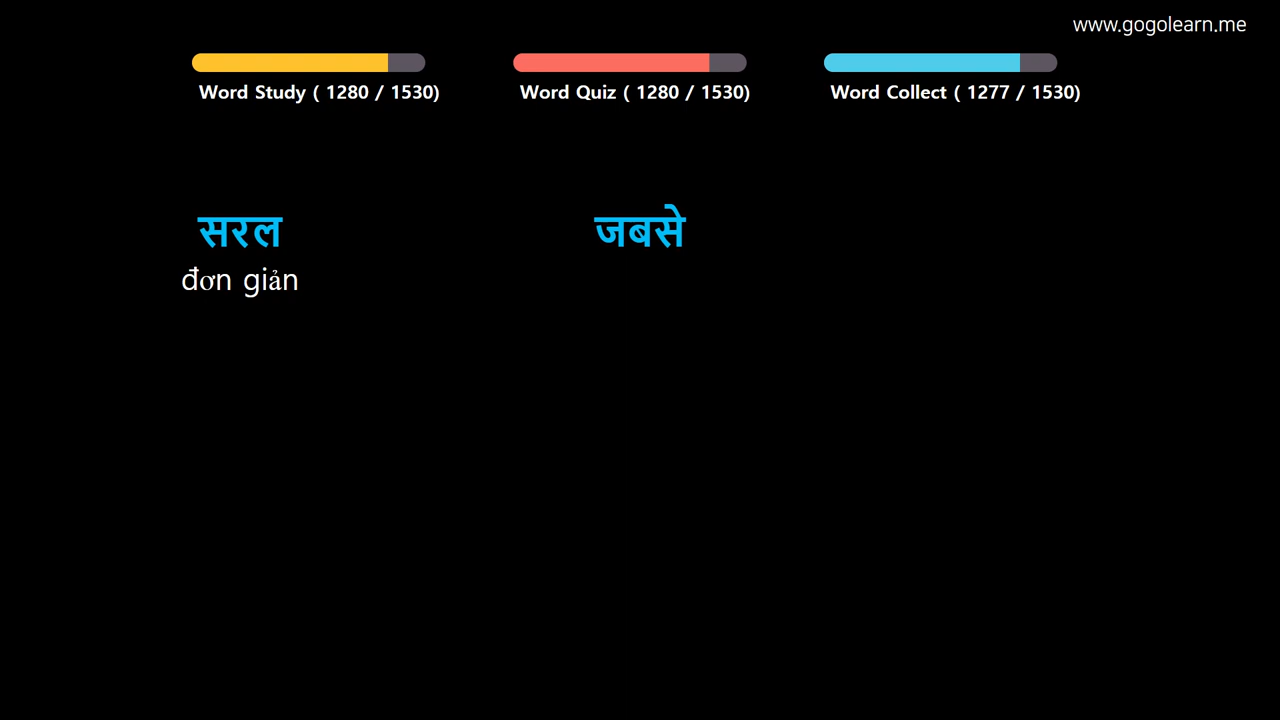 www.gogolearn.me
Word Study ( 1280 / 1530)
Word Quiz ( 1280 / 1530)
Word Collect ( 1277 / 1530)
सरल
जबसे
đơn giản